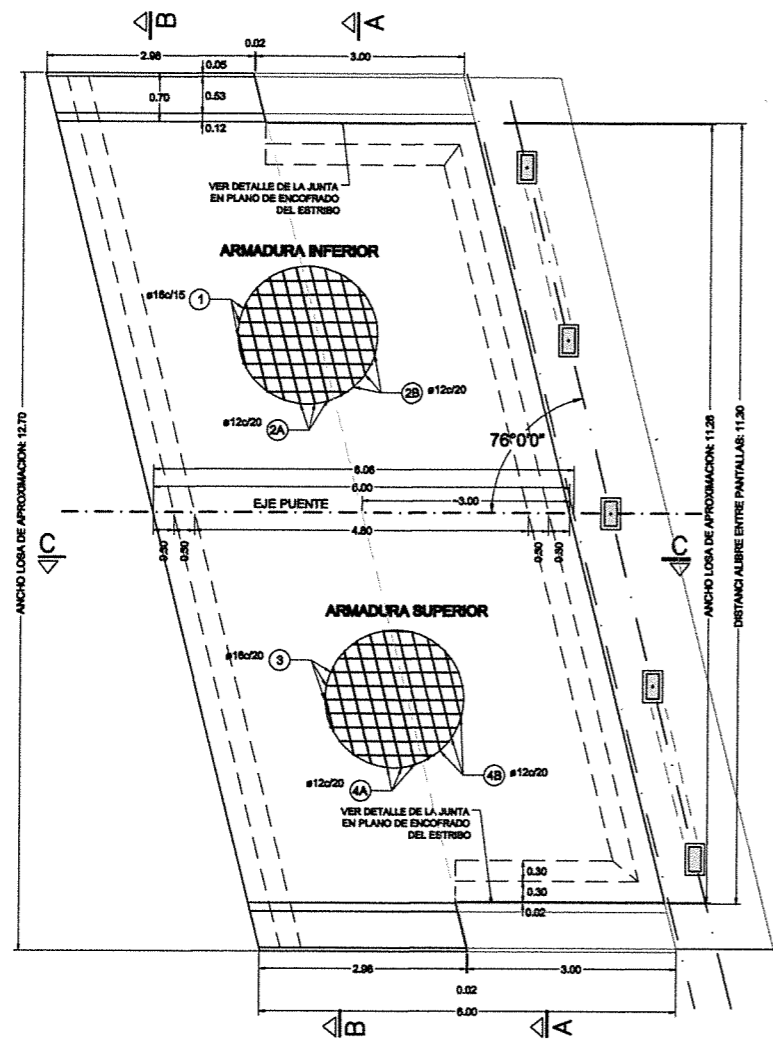 B
A
0.02
2.98
3.00
0.05
0.70
0.53
0.12
VER DETALLE DE LA JUNTA
EN PLANO DE ENCOFRADO
DEL ESTRIBO
ARMADURA INFERIOR
ø16c/15
1
2B
ø12c/20
ø12c/20
2A
76°0'0"
6.06
6.00
EJE PUENTE
~3.00
4.80
C
C
0.30
0.30
0.30
0.30
ANCHO LOSA DE APROXIMACION: 12.70
ANCHO LOSA DE APROXIMACION: 11.26
DISTANCI ALIBRE ENTRE PANTALLAS: 11.30
ARMADURA SUPERIOR
ø16c/20
3
ø12c/20
4A
4B
ø12c/20
VER DETALLE DE LA JUNTA
EN PLANO DE ENCOFRADO
DEL ESTRIBO
0.30
0.30
0.02
2.98
3.00
0.02
6.00
B
A